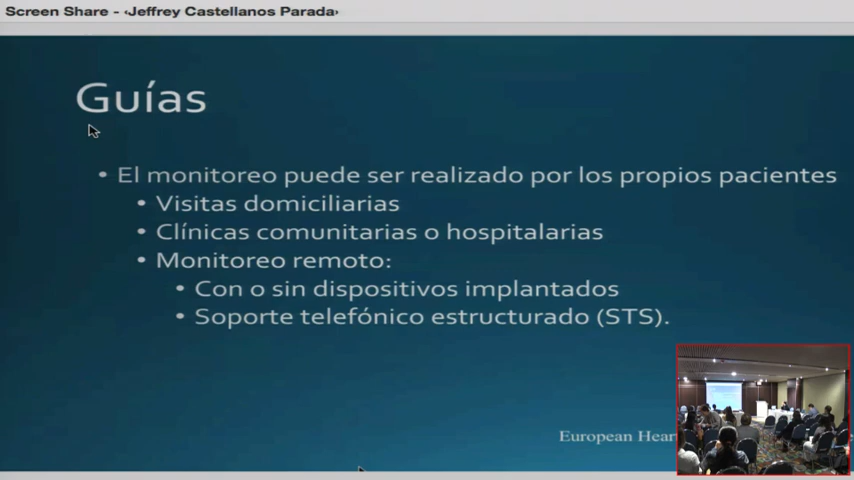 Screen Share - ‹Jeffrey Castellanos Parada›
Guías
• El monitoreo puede ser realizado por los propios pacientes
• Visitas domiciliarias
• Clínicas comunitarias o hospitalarias
• Monitoreo remoto:
• Con o sin dispositivos implantados
• Soporte telefónico estructurado (STS).
European